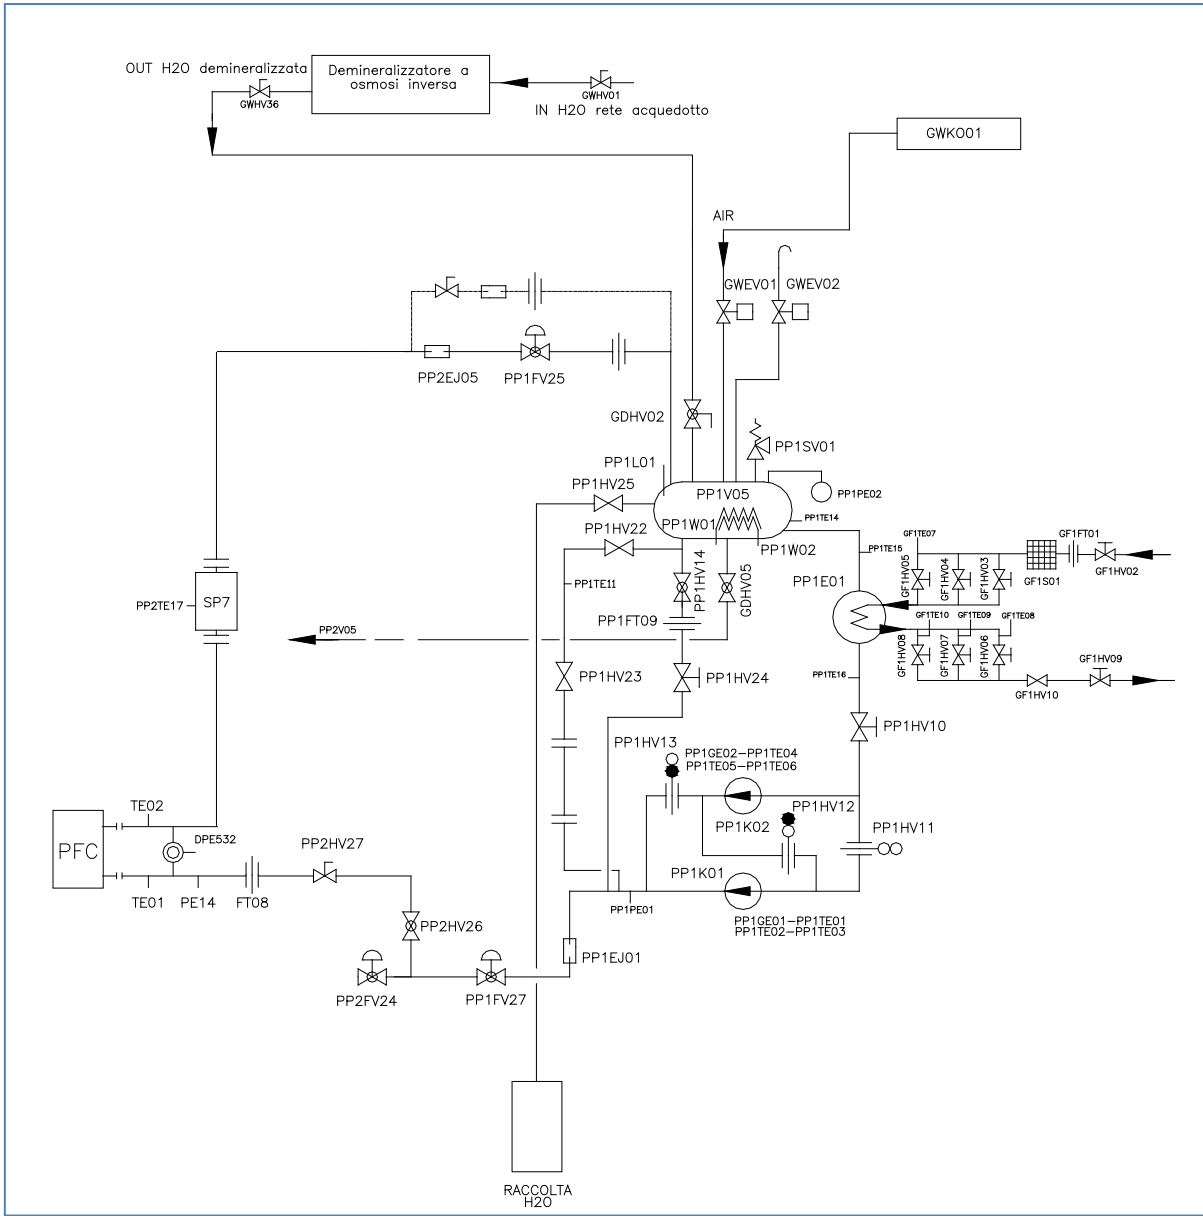 OUT H2O demineralizzata
Demineralizzatore a
osmosi inversa
GWHV36
GWHV01
IN H2O rete acquedotto
GWK001
AIR
GWEV01
GWEV02
PP2EJ05
PP1FV25
GDHV02
PP1SV01
PP1L01
PP1HV25
PP1V05
PP1PE02
PP1W01
PP1TE14
PP1HV22
PP1W02
PP1TE15
GF1TE07
GF1FT01
GF1S01
GF1HV02
PP1TE11
PP1HV14
GDHV05
PP1E01
GF1HV05
GF1HV04
GF1HV03
PP2TE17
SP7
PP1FT09
GF1TE10
GF1TE09
GF1TE08
PP2V05
GF1HV08
GF1HV07
GF1HV06
PP1HV23
PP1HV24
PP1TE16
GF1HV09
GF1HV10
PP1HV10
PP1HV13
PP1GE02-PP1TE04
PP1TE05-PP1TE06
PP1HV12
PP1K02
PP1HV11
TE02
DPE532
PP2HV27
PFC
PP1K01
TE01
PE14
FT08
PP1PE01
PP1GE01-PP1TE01
PP1TE02-PP1TE03
PP2HV26
PP1EJ01
PP2FV24
PP1FV27
RACCOLTA
H2O